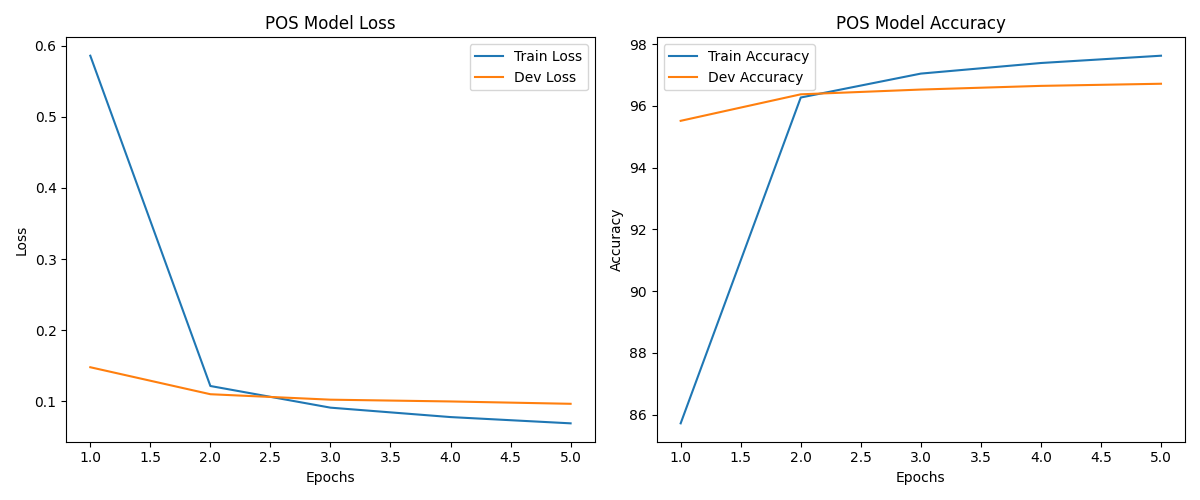 POS Model Loss
Train Loss
Dev Loss
0.6
0.5
0.4
0.3
0.2
0.1
Loss
1.0 1.5 2.0 2.5 3.0 3.5 4.0 4.5 5.0
Epochs
POS Model Accuracy
Train Accuracy
Dev Accuracy
98
96
94
92
90
88
86
Accuracy
1.0 1.5 2.0 2.5 3.0 3.5 4.0 4.5 5.0
Epochs